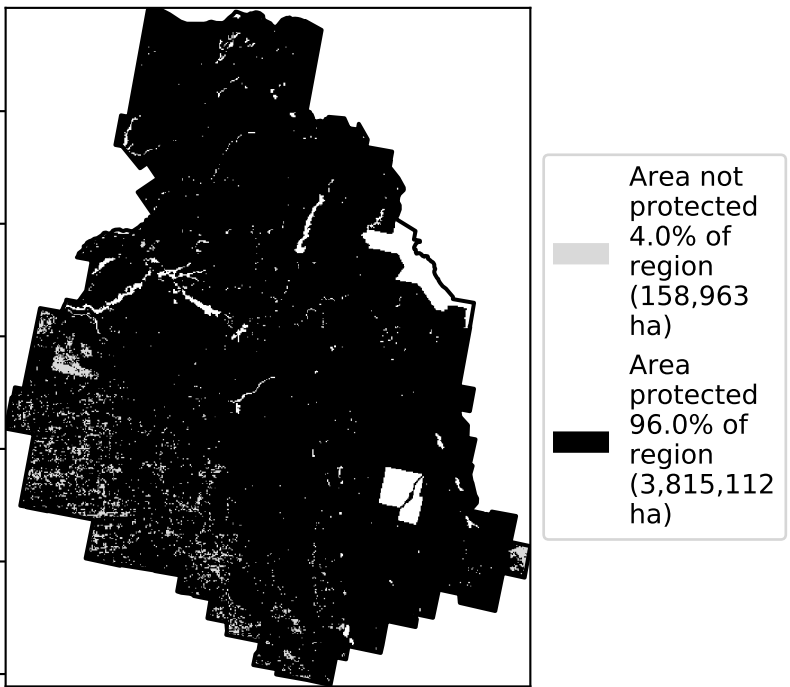 Area not
protected
4.0% of
region
(158,963
ha)
Area
protected
96.0% of
region
(3,815,112
ha)